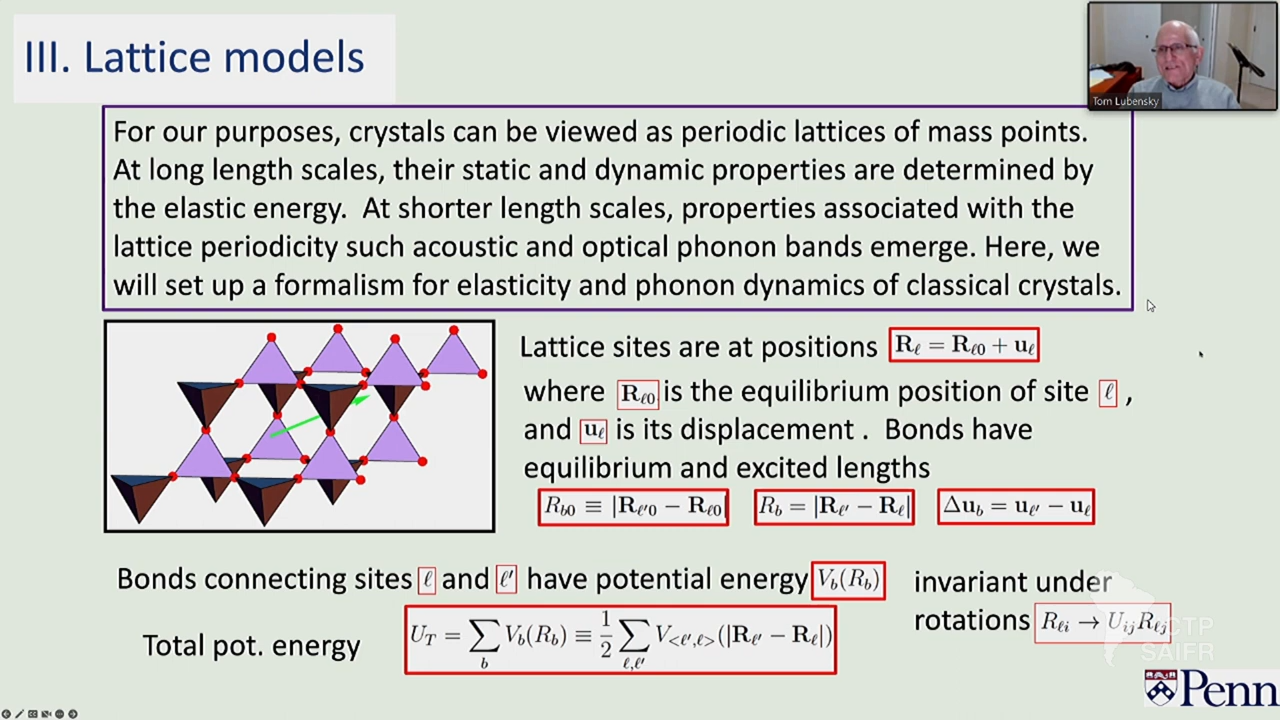 III. Lattice models
Tom Lubensky
For our purposes, crystals can be viewed as periodic lattices of mass points.
At long length scales, their static and dynamic properties are determined by
the elastic energy. At shorter length scales, properties associated with the
lattice periodicity such acoustic and optical phonon bands emerge. Here, we
will set up a formalism for elasticity and phonon dynamics of classical crystals.
Lattice sites are at positions R_ℓ = R_ℓ0 + u_ℓ
where R_ℓ0 is the equilibrium position of site ℓ ,
and u_ℓ is its displacement . Bonds have
equilibrium and excited lengths
R_b0 ≡ |R_ℓ′0 − R_ℓ0| R_b = |R_ℓ′ − R_ℓ| Δu_b = u_ℓ′ − u_ℓ
Bonds connecting sites ℓ and ℓ′ have potential energy V_b(R_b) invariant under
rotations R_ℓi → U_ij R_ℓj
Total pot. energy U_T = ∑_b V_b(R_b) ≡ 1/2 ∑_ℓ,ℓ′ V_<ℓ′,ℓ>(|R_ℓ′ − R_ℓ|)
ICTP
SAIFR
Penn